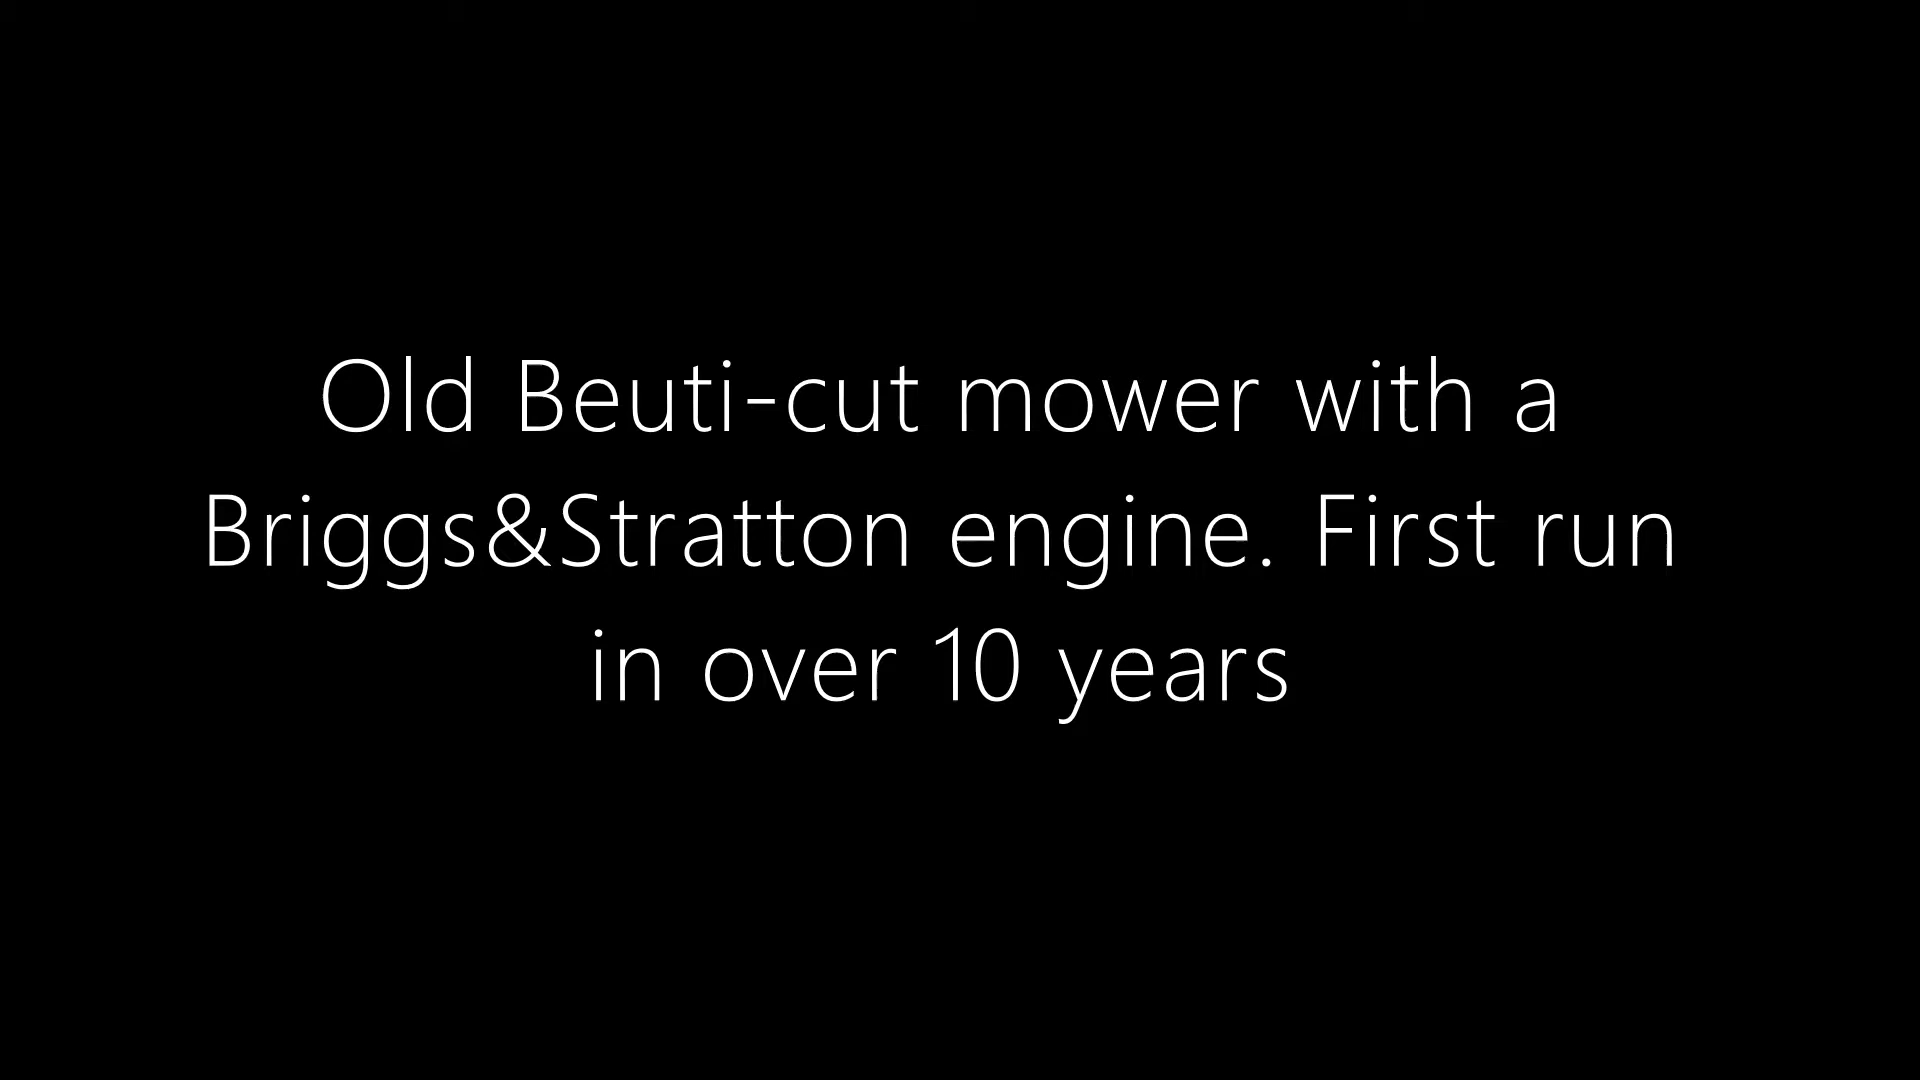 Old Beuti-cut mower with a
Briggs&Stratton engine. First run
in over 10 years